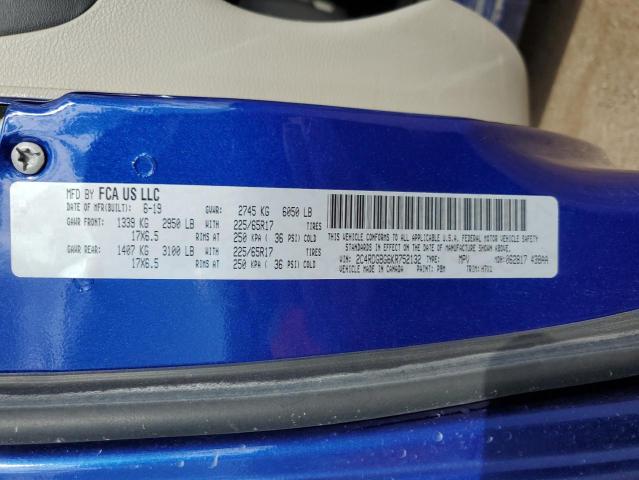 MFD BY FCA US LLC
DATE OF MFR(BUILT): 6-19 GVWR: 2745 KG 6050 LB
GAWR FRONT: 1339 KG 2950 LB WITH 225/65R17 TIRES
17X6.5 RIMS AT 250 KPA ( 36 PSI) COLD
GAWR REAR: 1407 KG 3100 LB WITH 225/65R17 TIRES
17X6.5 RIMS AT 250 KPA ( 36 PSI) COLD
THIS VEHICLE CONFORMS TO ALL APPLICABLE U.S.A. FEDERAL MOTOR VEHICLE SAFETY
STANDARDS IN EFFECT ON THE DATE OF MANUFACTURE SHOWN ABOVE.
VIN: 2C4RDGBG6KR752132 TYPE: MPV MDH: 062817 438AA
VEHICLE MADE IN CANADA PAINT: PBM TRIM: